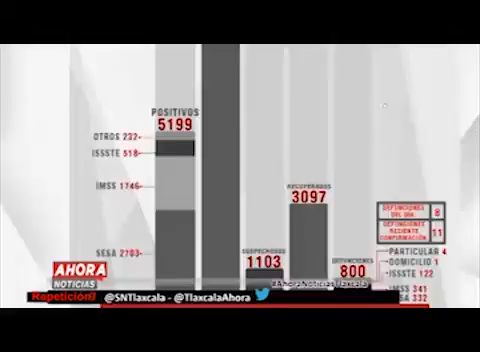 POSITIVOS
5199
OTROS 232
ISSSTE 518
IMSS 1746
SESA 2703
SOSPECHOSOS
1103
RECUPERADOS
3097
DEFUNCIONES
800
DEFUNCIONES
DEL DÍA:
8
DEFUNCIONES
RECIENTE
CONFIRMACIÓN:
11
PARTICULAR 4
DOMICILIO 1
ISSSTE 122
IMSS 341
SESA 332
AHORA
NOTICIAS
#AhoraNoticiasTlaxcala
Repetición
@SNTlaxcala - @TlaxcalaAhora